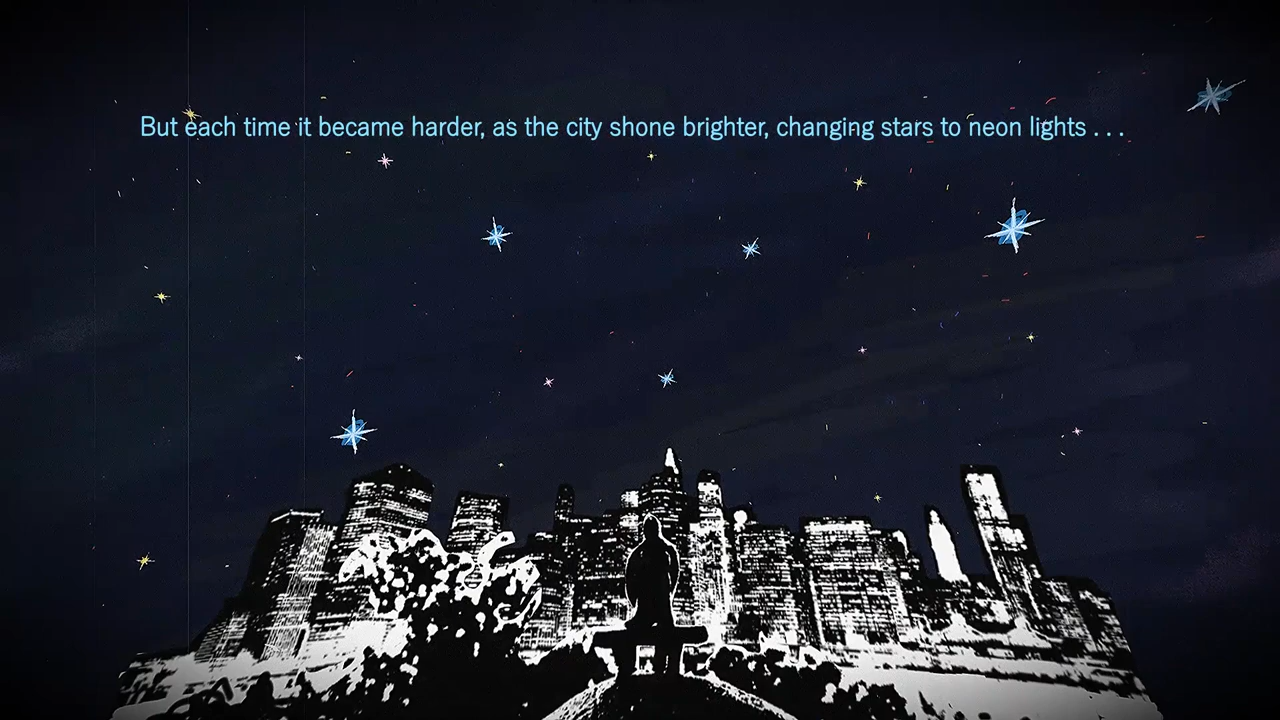 But each time it became harder, as the city shone brighter, changing stars to neon lights . . .